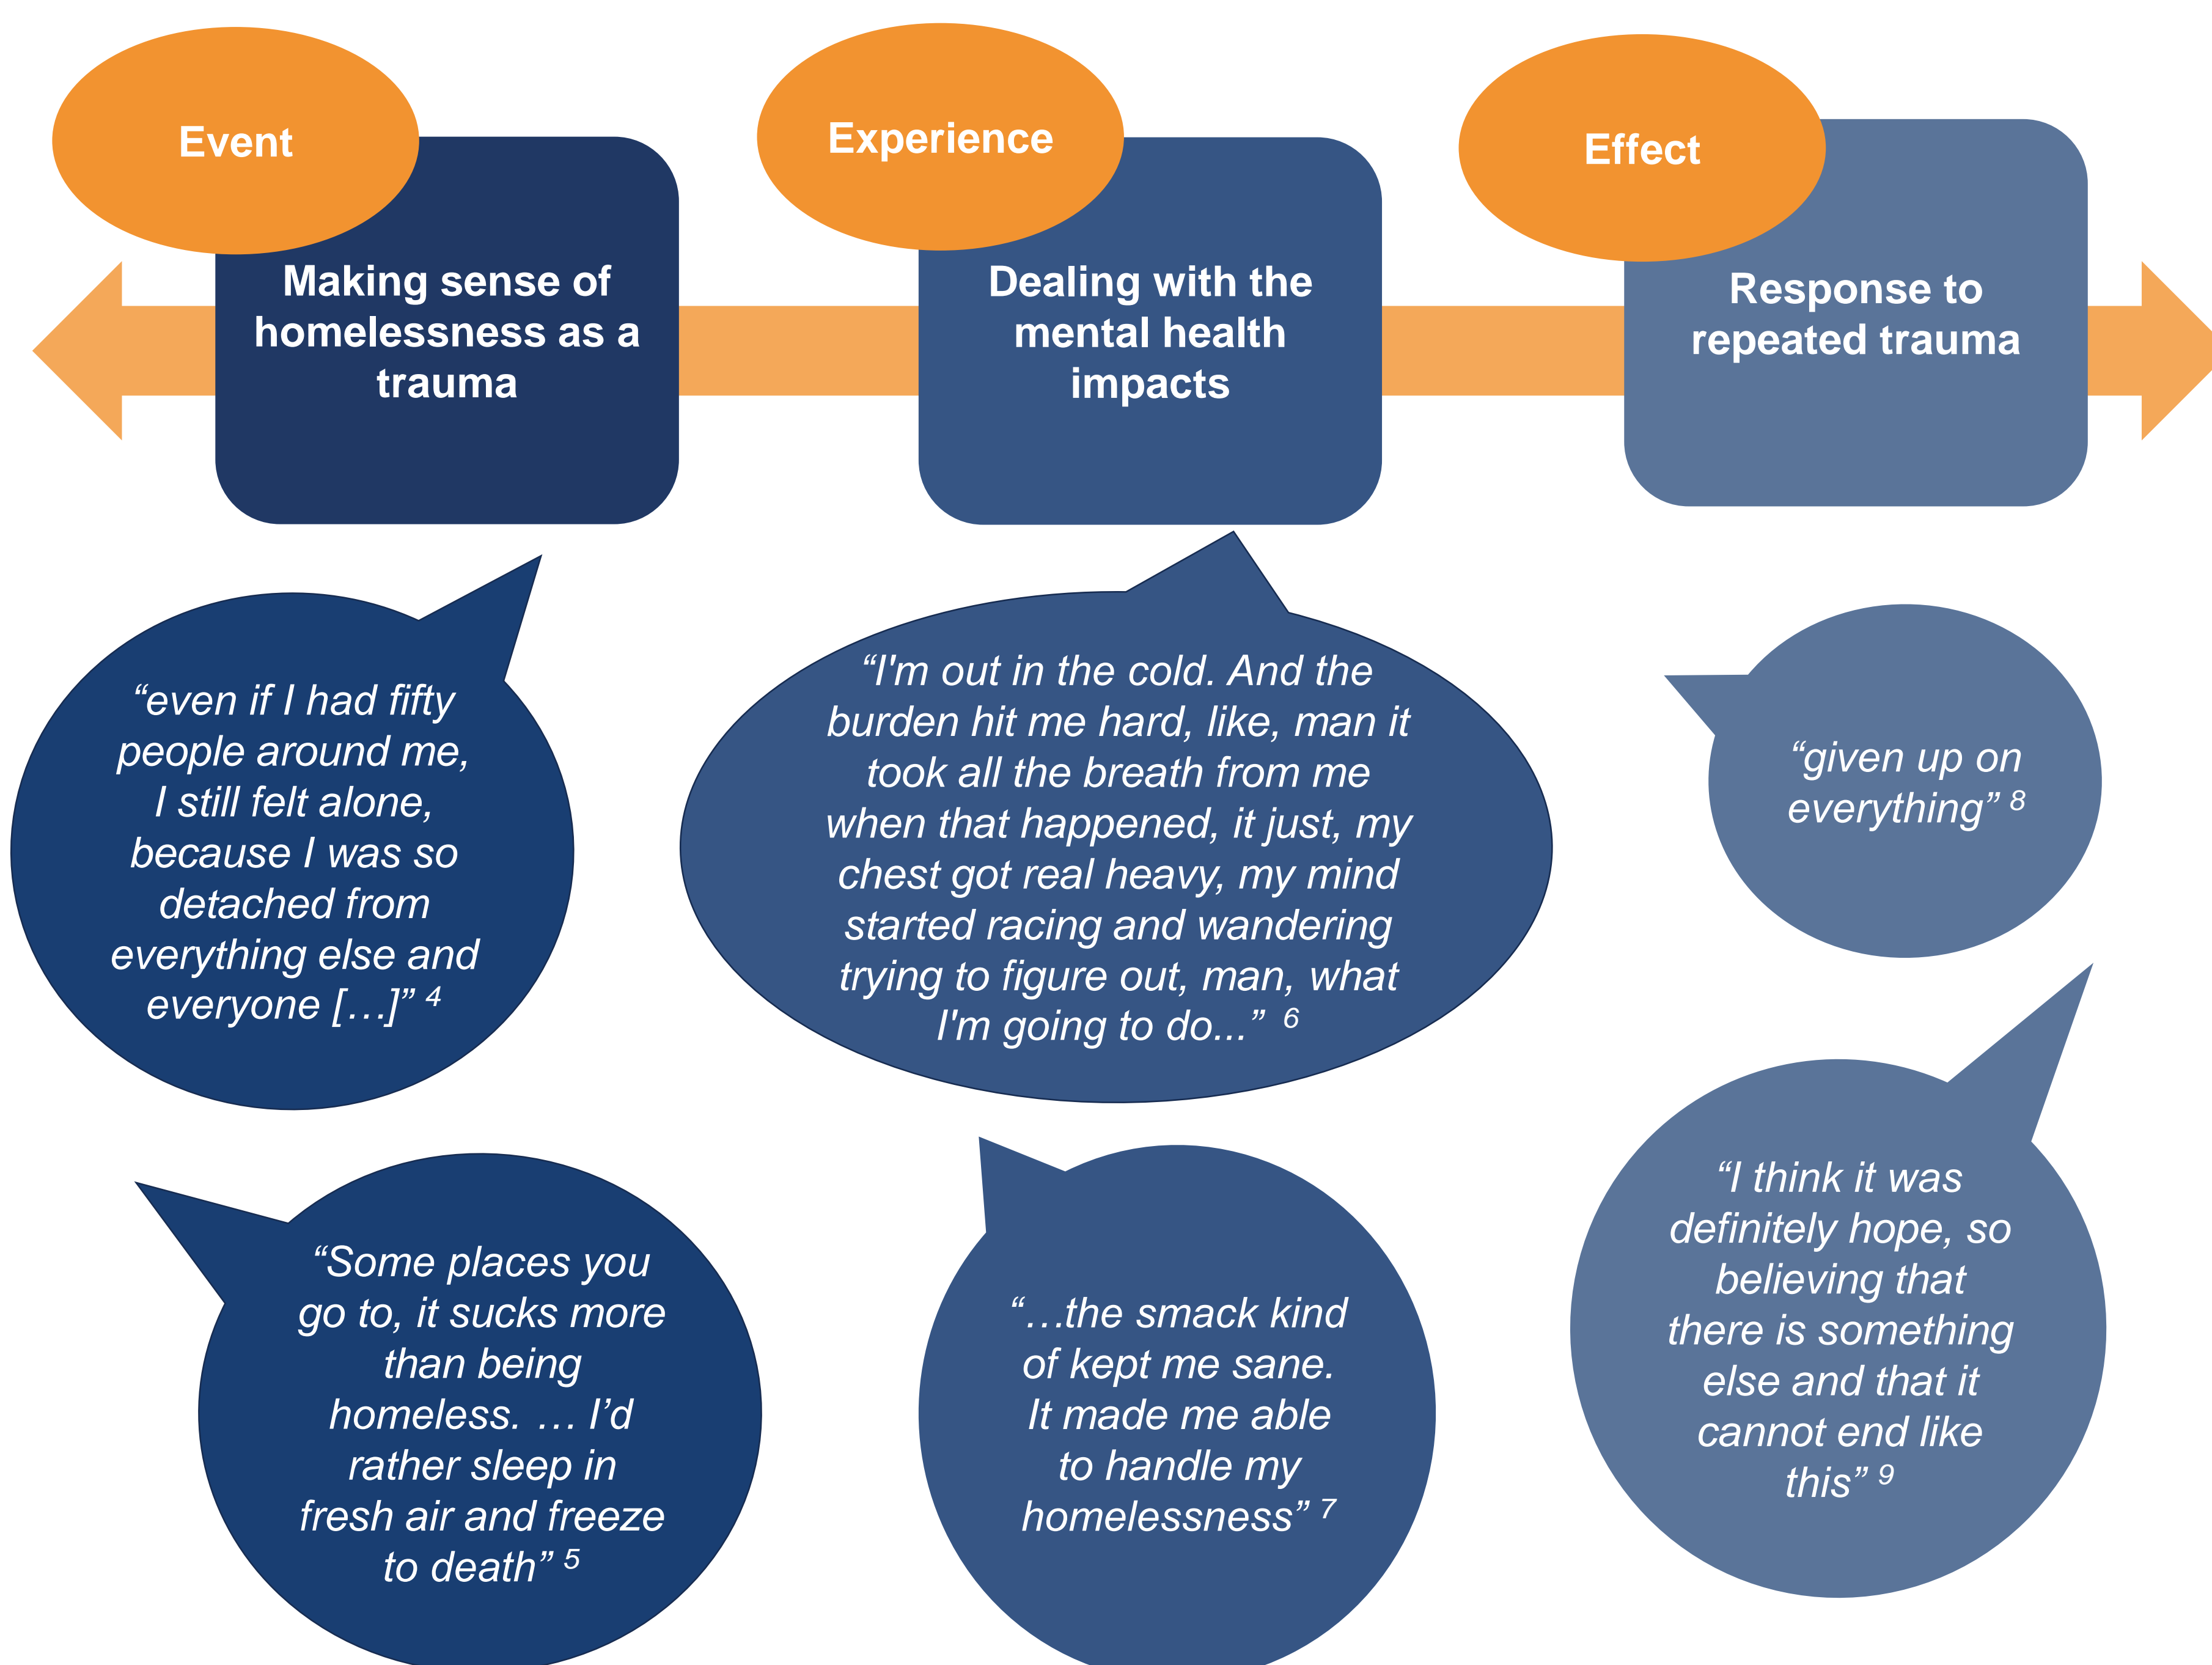 Event
Making sense of
homelessness as a
trauma
Experience
Dealing with the
mental health
impacts
Effect
Response to
repeated trauma
“even if I had fifty
people around me,
I still felt alone,
because I was so
detached from
everything else and
everyone […]” 4
“Some places you
go to, it sucks more
than being
homeless. … I’d
rather sleep in
fresh air and freeze
to death” 5
“I'm out in the cold. And the
burden hit me hard, like, man it
took all the breath from me
when that happened, it just, my
chest got real heavy, my mind
started racing and wandering
trying to figure out, man, what
I'm going to do...” 6
“…the smack kind
of kept me sane.
It made me able
to handle my
homelessness” 7
“given up on
everything” 8
“I think it was
definitely hope, so
believing that
there is something
else and that it
cannot end like
this” 9